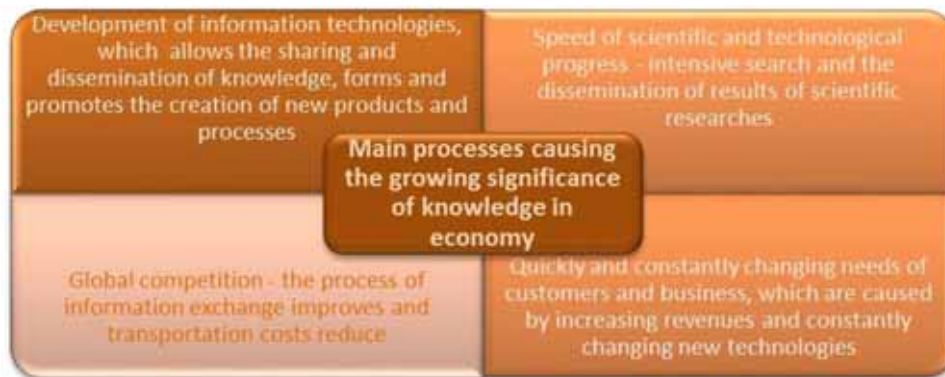 Development of information technologies,
which allows the sharing and
dissemination of knowledge, forms and
promotes the creation of new products and
processes
Speed of scientific and technological
progress - intensive search and the
dissemination of results of scientific
researches
Main processes causing
the growing significance
of knowledge in
economy
Global competition - the process of
information exchange improves and
transportation costs reduce
Quickly and constantly changing needs of
customers and business, which are caused
by increasing revenues and constantly
changing new technologies